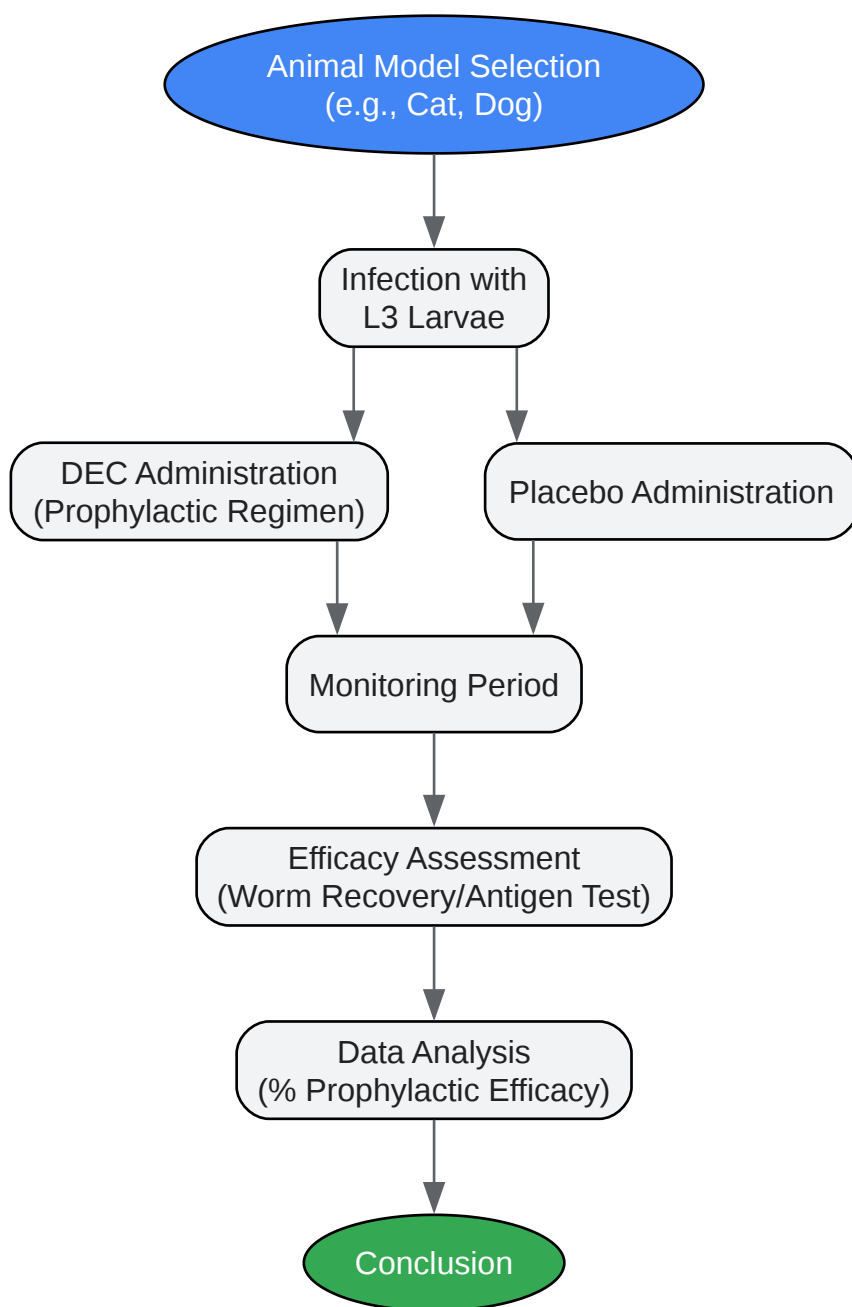 Animal Model Selection
(e.g., Cat, Dog)
Infection with
L3 Larvae
DEC Administration
(Prophylactic Regimen)
Placebo Administration
Monitoring Period
Efficacy Assessment
(Worm Recovery/Antigen Test)
Data Analysis
(% Prophylactic Efficacy)
Conclusion